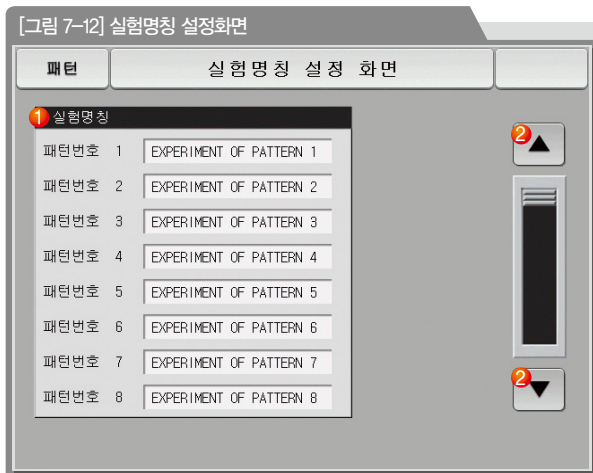 [그림 7-12] 실험명칭 설정화면
패턴 실험명칭 설정 화면
1 실험명칭
2
패턴번호 1 EXPERIMENT OF PATTERN 1
패턴번호 2 EXPERIMENT OF PATTERN 2
패턴번호 3 EXPERIMENT OF PATTERN 3
패턴번호 4 EXPERIMENT OF PATTERN 4
패턴번호 5 EXPERIMENT OF PATTERN 5
패턴번호 6 EXPERIMENT OF PATTERN 6
패턴번호 7 EXPERIMENT OF PATTERN 7
2
패턴번호 8 EXPERIMENT OF PATTERN 8